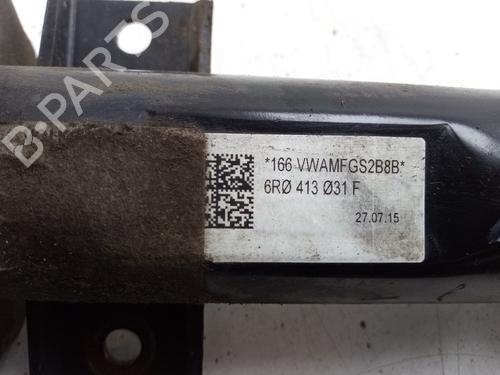 *166 VWAMFGS2B8B*
6RØ 413 Ø31 F
27.07.15
B-PARTS